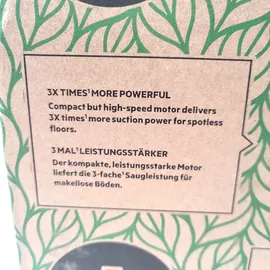 3X TIMES¹ MORE POWERFUL
Compact but high-speed motor delivers
3X times¹ more suction power for spotless
floors.
3 MAL¹ LEISTUNGSSTÄRKER
Der kompakte, leistungsstarke Motor
liefert die 3-fache¹ Saugleistung für
makellose Böden.